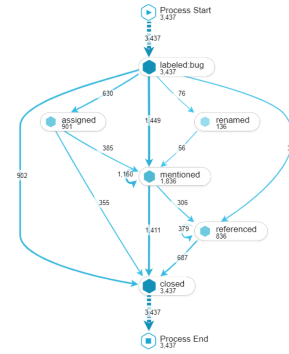 Process Start
3,437
3,437
labeled:bug
3,437
630
76
assigned
901
1,449
renamed
136
385
56
902
1,160
mentioned
1,836
355
306
1,411
379
referenced
836
687
closed
3,437
3,437
Process End
3,437